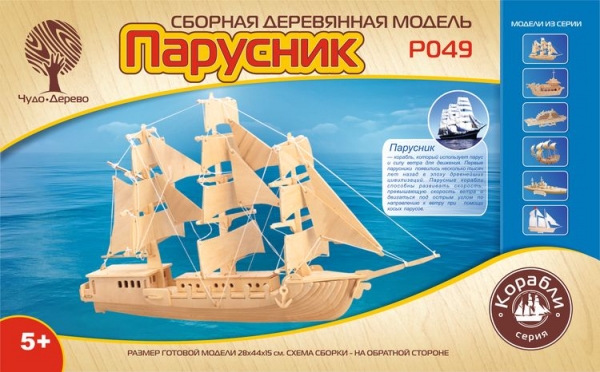 СБОРНАЯ ДЕРЕВЯННАЯ МОДЕЛЬ
Парусник
P049
Чудо-Дерево
МОДЕЛИ ИЗ СЕРИИ
Парусник
— корабль, который использует парус
и силу ветра для движения. Первые
парусники появились несколько тысяч
лет назад в эпоху древнейших
цивилизаций. Парусные корабли
способны развивать скорость,
превышающую скорость ветра и
двигаться под острым углом по
направлению к ветру при помощи
косых парусов.
Корабли
серия
5+
РАЗМЕР ГОТОВОЙ МОДЕЛИ 28х44х15 см. СХЕМА СБОРКИ - НА ОБРАТНОЙ СТОРОНЕ